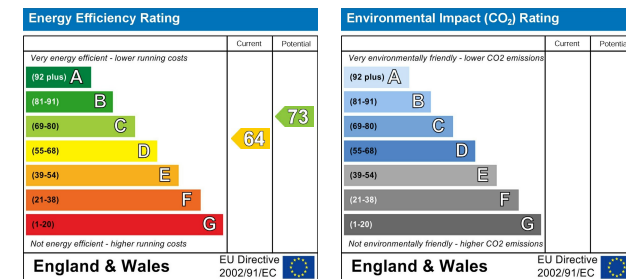 Energy Efficiency Rating
Current Potential
Very energy efficient - lower running costs
(92 plus) A
(81-91) B
(69-80) C
73
(55-68) D
64
(39-54) E
(21-38) F
(1-20) G
Not energy efficient - higher running costs
England & Wales
EU Directive
2002/91/EC
Environmental Impact (CO2) Rating
Current Potential
Very environmentally friendly - lower CO2 emissions
(92 plus) A
(81-91) B
(69-80) C
(55-68) D
(39-54) E
(21-38) F
(1-20) G
Not environmentally friendly - higher CO2 emissions
England & Wales
EU Directive
2002/91/EC